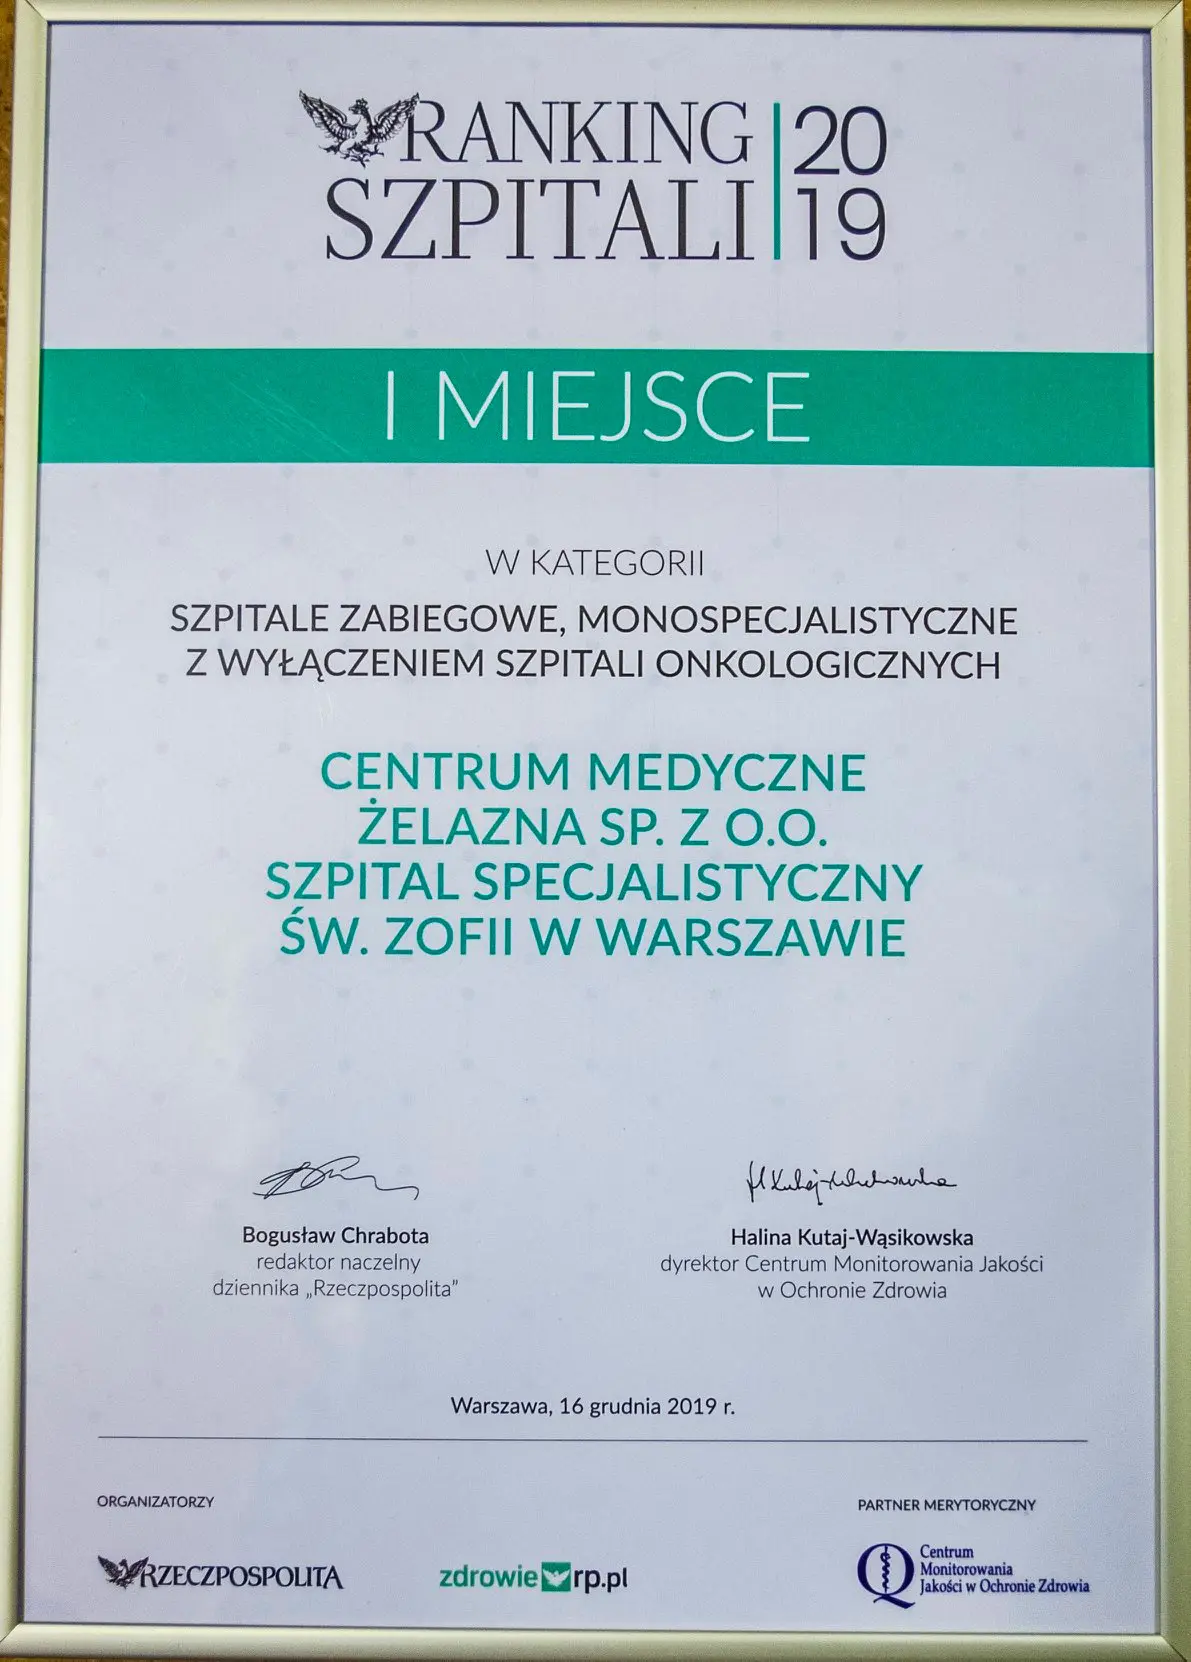 RANKING
SZPITALI
20
19
I MIEJSCE
W KATEGORII
SZPITALE ZABIEGOWE, MONOSPECJALISTYCZNE
Z WYŁĄCZENIEM SZPITALI ONKOLOGICZNYCH
CENTRUM MEDYCZNE
ŻELAZNA SP. Z O.O.
SZPITAL SPECJALISTYCZNY
ŚW. ZOFII W WARSZAWIE
Bogusław Chrabota
redaktor naczelny
dziennika „Rzeczpospolita”
Halina Kutaj-Wąsikowska
dyrektor Centrum Monitorowania Jakości
w Ochronie Zdrowia
Warszawa, 16 grudnia 2019 r.
ORGANIZATORZY
RZECZPOSPOLITA
zdrowie rp.pl
PARTNER MERYTORYCZNY
Centrum
Monitorowania
Jakości w Ochronie Zdrowia